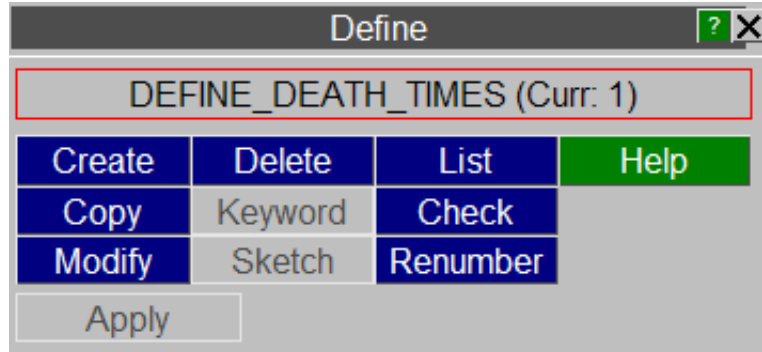 Define ? X
DEFINE_DEATH_TIMES (Curr: 1)
Create Delete List Help
Copy Keyword Check
Modify Sketch Renumber
Apply